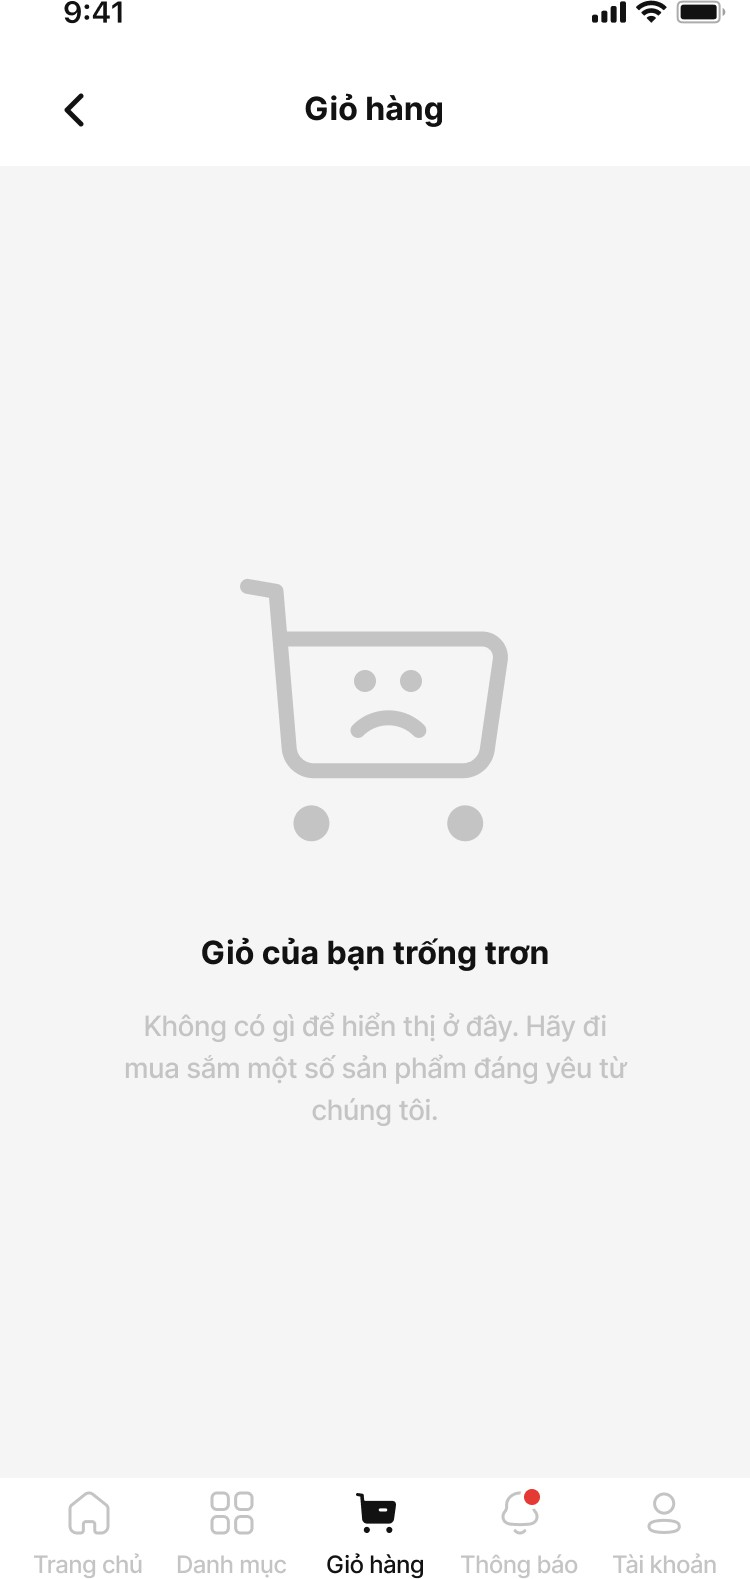 9:41
Giỏ hàng
Giỏ của bạn trống trơn
Không có gì để hiển thị ở đây. Hãy đi
mua sắm một số sản phẩm đáng yêu từ
chúng tôi.
Trang chủ
Danh mục
Giỏ hàng
Thông báo
Tài khoản